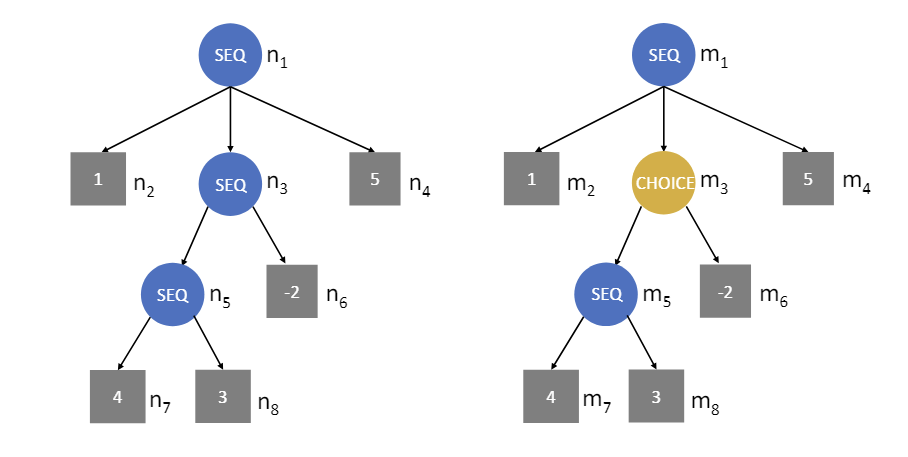 SEQ n1 SEQ m1
1 n2 SEQ n3 5 n4 1 m2 CHOICE m3 5 m4
SEQ n5 -2 n6 SEQ m5 -2 m6
4 n7 3 n8 4 m7 3 m8